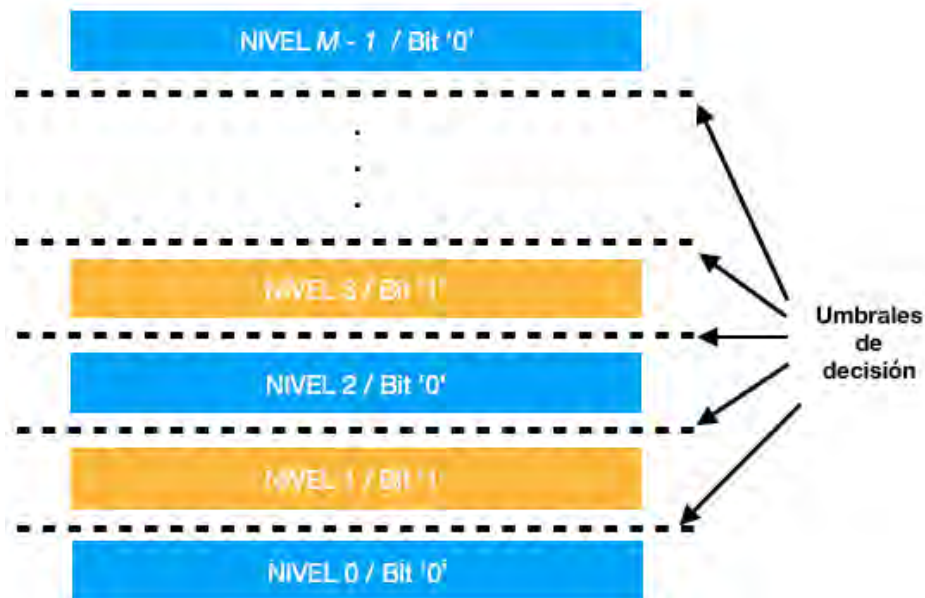 NIVEL M - 1 / Bit '0'
.
.
.
NIVEL 3 / Bit '1'
NIVEL 2 / Bit '0'
NIVEL 1 / Bit '1'
NIVEL 0 / Bit '0'
Umbrales
de
decisión